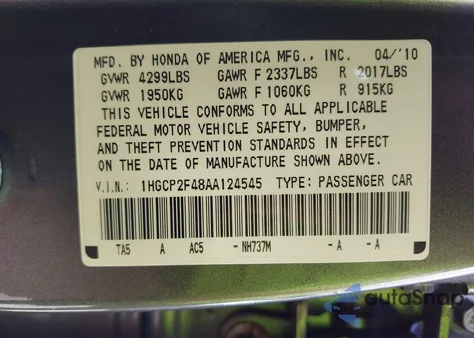 MFD. BY HONDA OF AMERICA MFG., INC. 04/'10
GVWR 4299LBS GAWR F 2337LBS R 2017LBS
GVWR 1950KG GAWR F 1060KG R 915KG
THIS VEHICLE CONFORMS TO ALL APPLICABLE
FEDERAL MOTOR VEHICLE SAFETY, BUMPER,
AND THEFT PREVENTION STANDARDS IN EFFECT
ON THE DATE OF MANUFACTURE SHOWN ABOVE.
V.I.N.: 1HGCP2F48AA124545 TYPE: PASSENGER CAR
TA5 A AC5 -NH737M -A -A
autoSnap